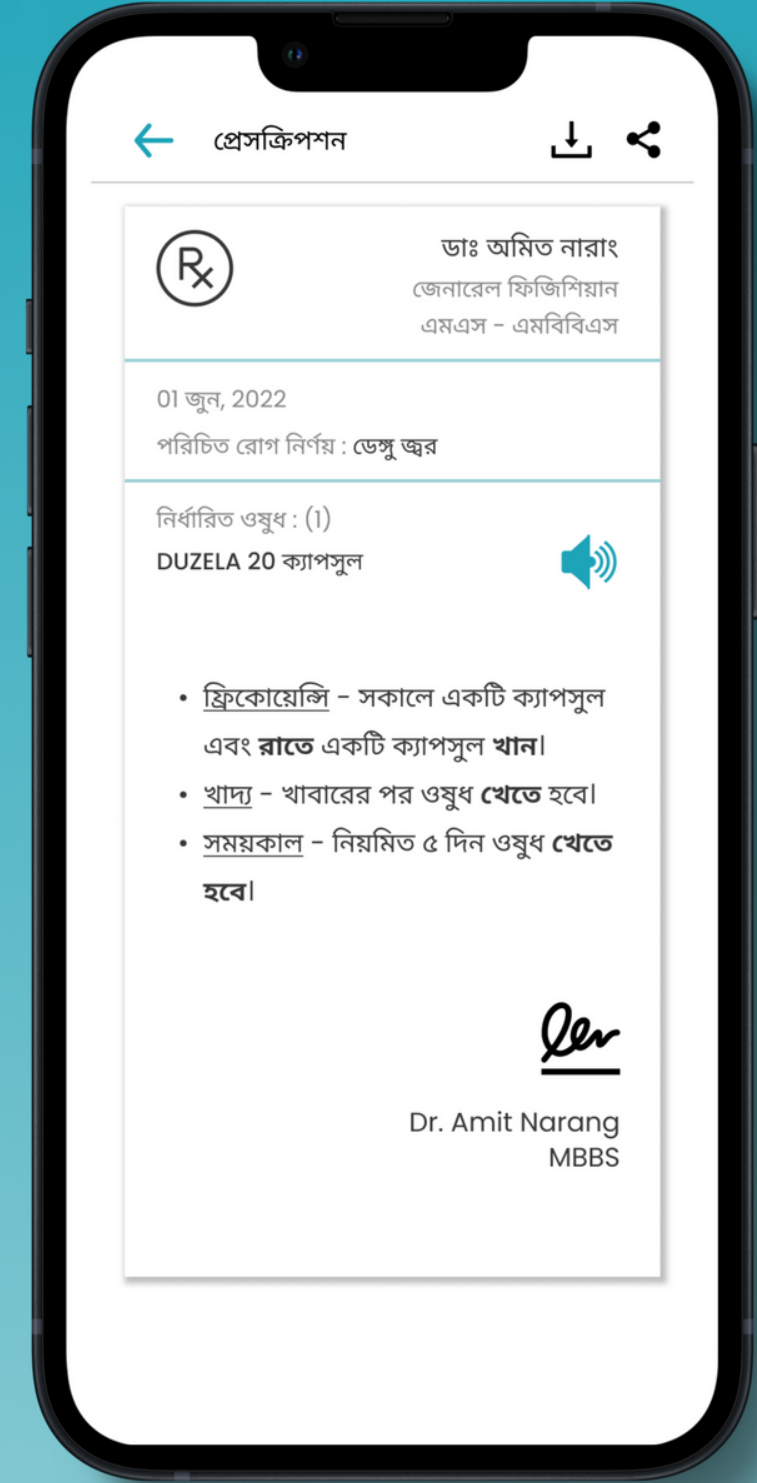 প্রেসক্রিপশন
Rx
ডাঃ অমিত নারাং
জেনারেল ফিজিশিয়ান
এমএস - এমবিবিএস
01 জুন, 2022
পরিচিত রোগ নির্ণয় : ডেঙ্গু জ্বর
নির্ধারিত ওষুধ : (1)
DUZELA 20 ক্যাপসুল
• ফ্রিকোয়েন্সি - সকালে একটি ক্যাপসুল
এবং রাতে একটি ক্যাপসুল খান।
• খাদ্য - খাবারের পর ওষুধ খেতে হবে।
• সময়কাল - নিয়মিত ৫ দিন ওষুধ খেতে
হবে।
Dr. Amit Narang
MBBS